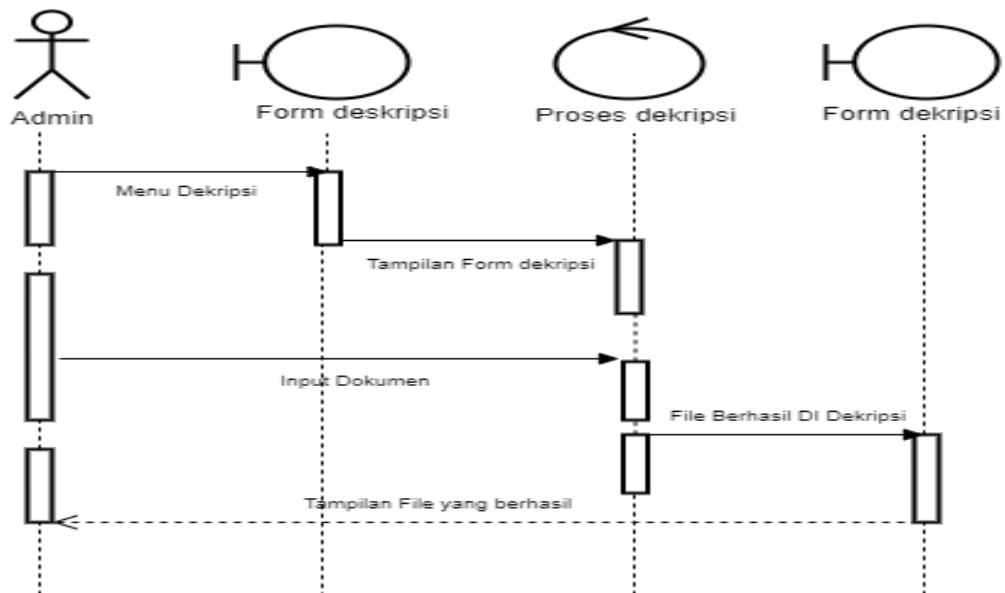 Admin
Form deskripsi
Proses dekripsi
Form dekripsi
Menu Dekripsi
Tampilan Form dekripsi
Input Dokumen
File Berhasil DI Dekripsi
Tampilan File yang berhasil